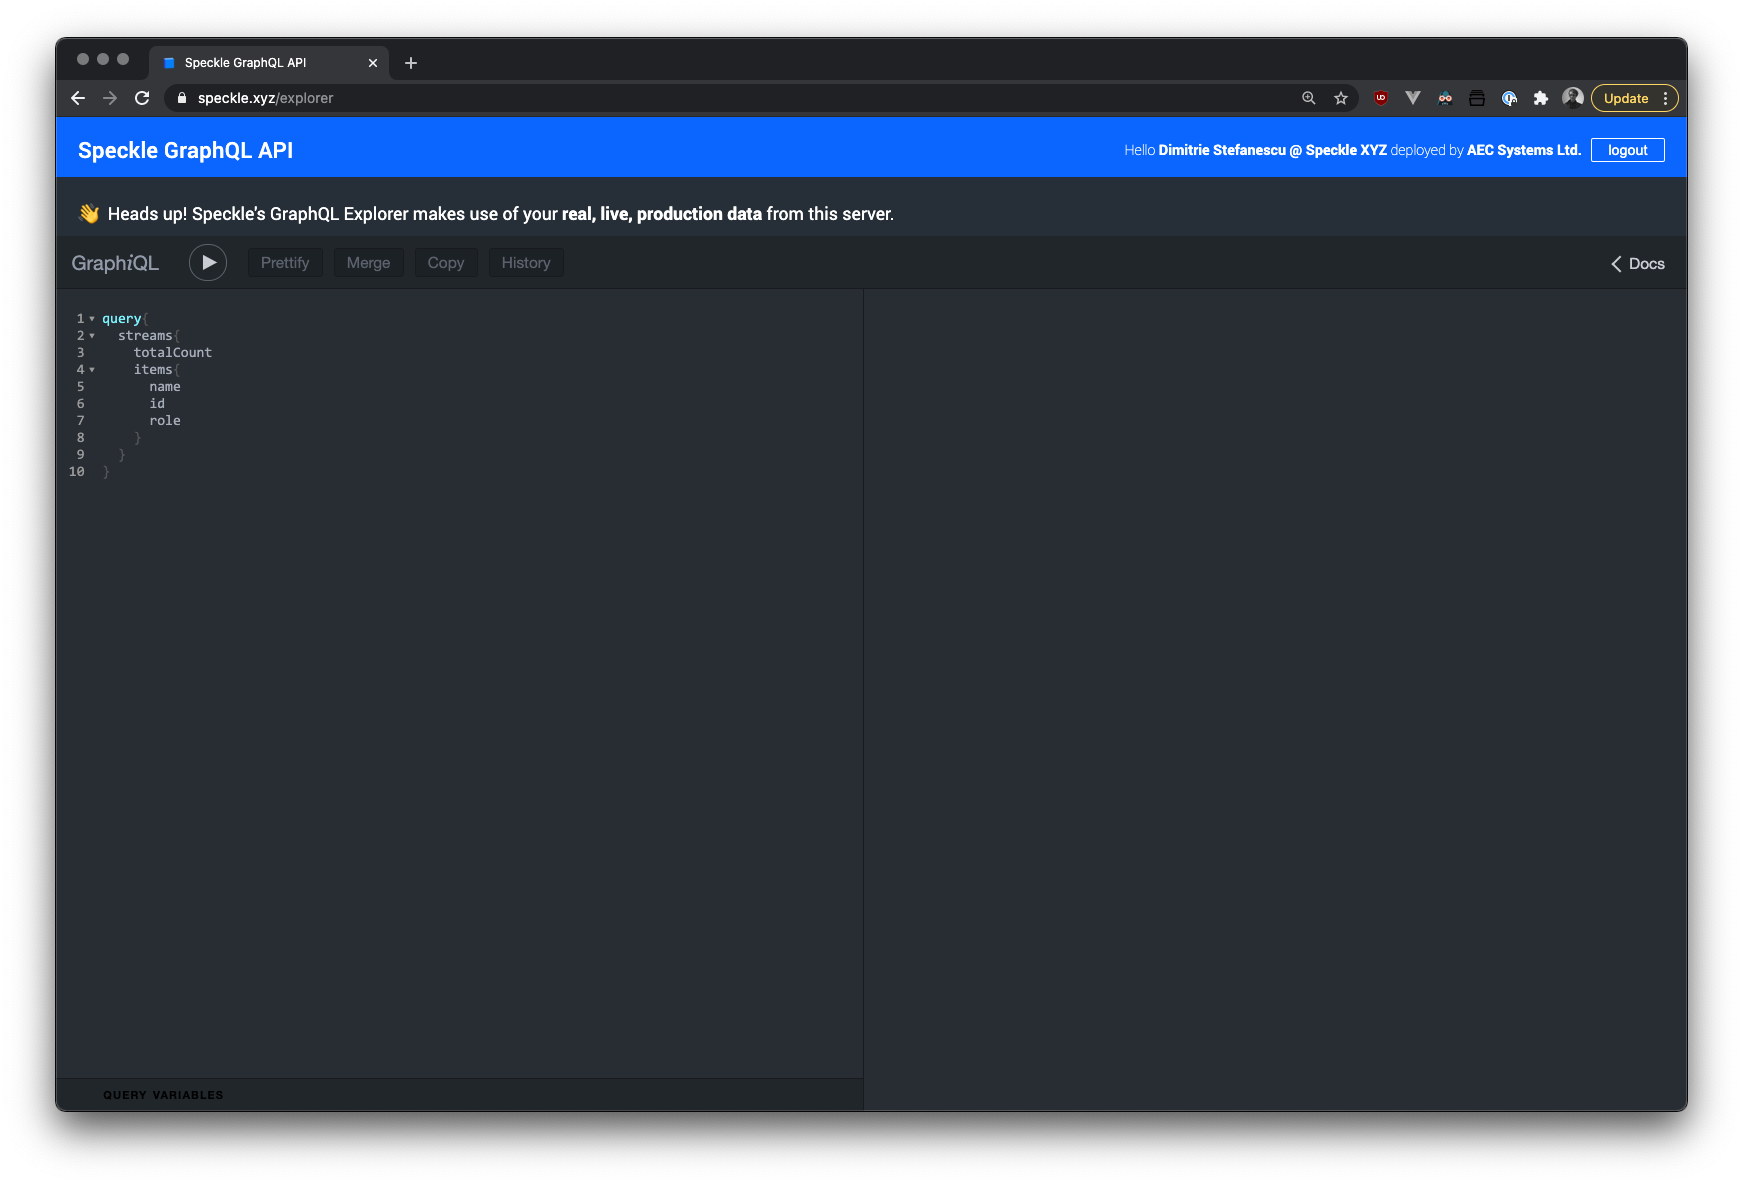 Speckle GraphQL API
speckle.xyz/explorer
Update
Speckle GraphQL API
Hello Dimitrie Stefanescu @ Speckle XYZ deployed by AEC Systems Ltd.
logout
👋 Heads up! Speckle's GraphQL Explorer makes use of your real, live, production data from this server.
GraphiQL
Prettify
Merge
Copy
History
Docs
1 query{
2 streams{
3 totalCount
4 items{
5 name
6 id
7 role
8 }
9 }
10 }
QUERY VARIABLES